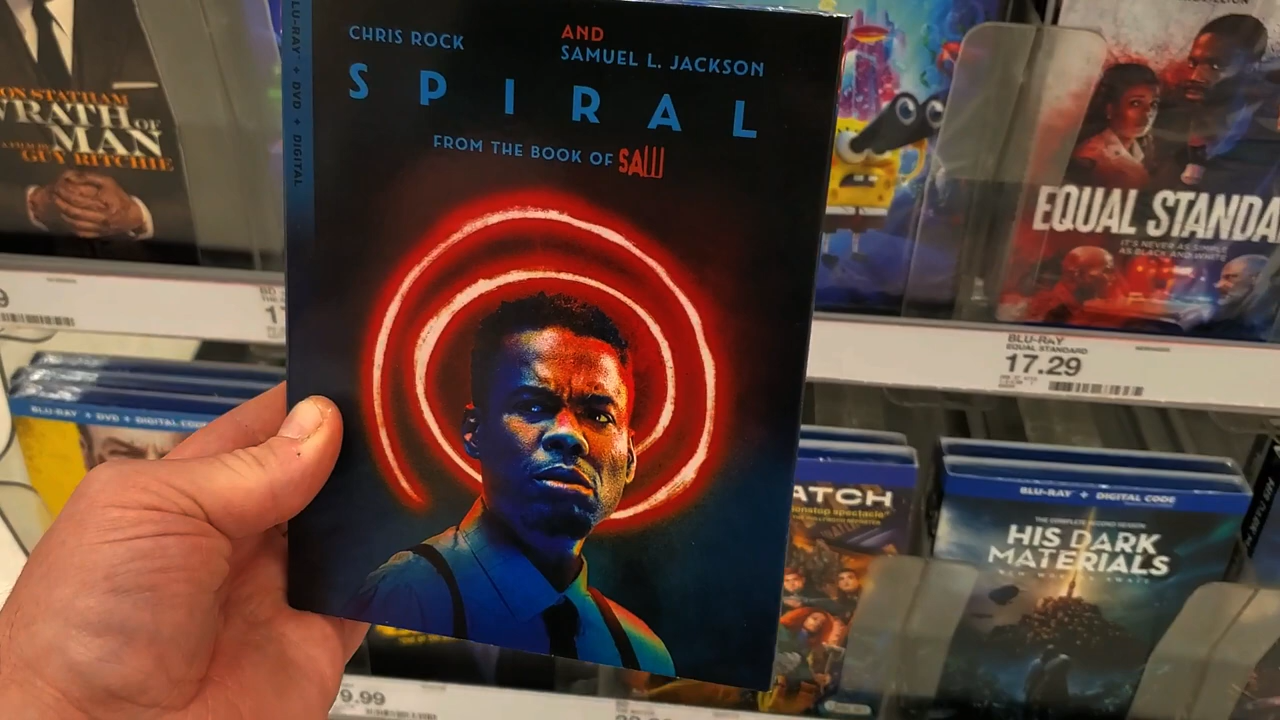 CHRIS ROCK
AND
SAMUEL L. JACKSON
SPIRAL
FROM THE BOOK OF SAW
BLU-RAY + DVD + DIGITAL
STATHAM
WRATH OF
MAN
GUY RITCHIE
EQUAL STANDA
IT'S NEVER AS SIMPLE
AS BLACK AND WHITE
BLU-RAY
EQUAL STANDARD
17.29
BLU-RAY + DVD + DIGITAL CODE
9.99
ATCH
BLU-RAY + DIGITAL CODE
THE COMPLETE SECOND SEASON
HIS DARK
MATERIALS